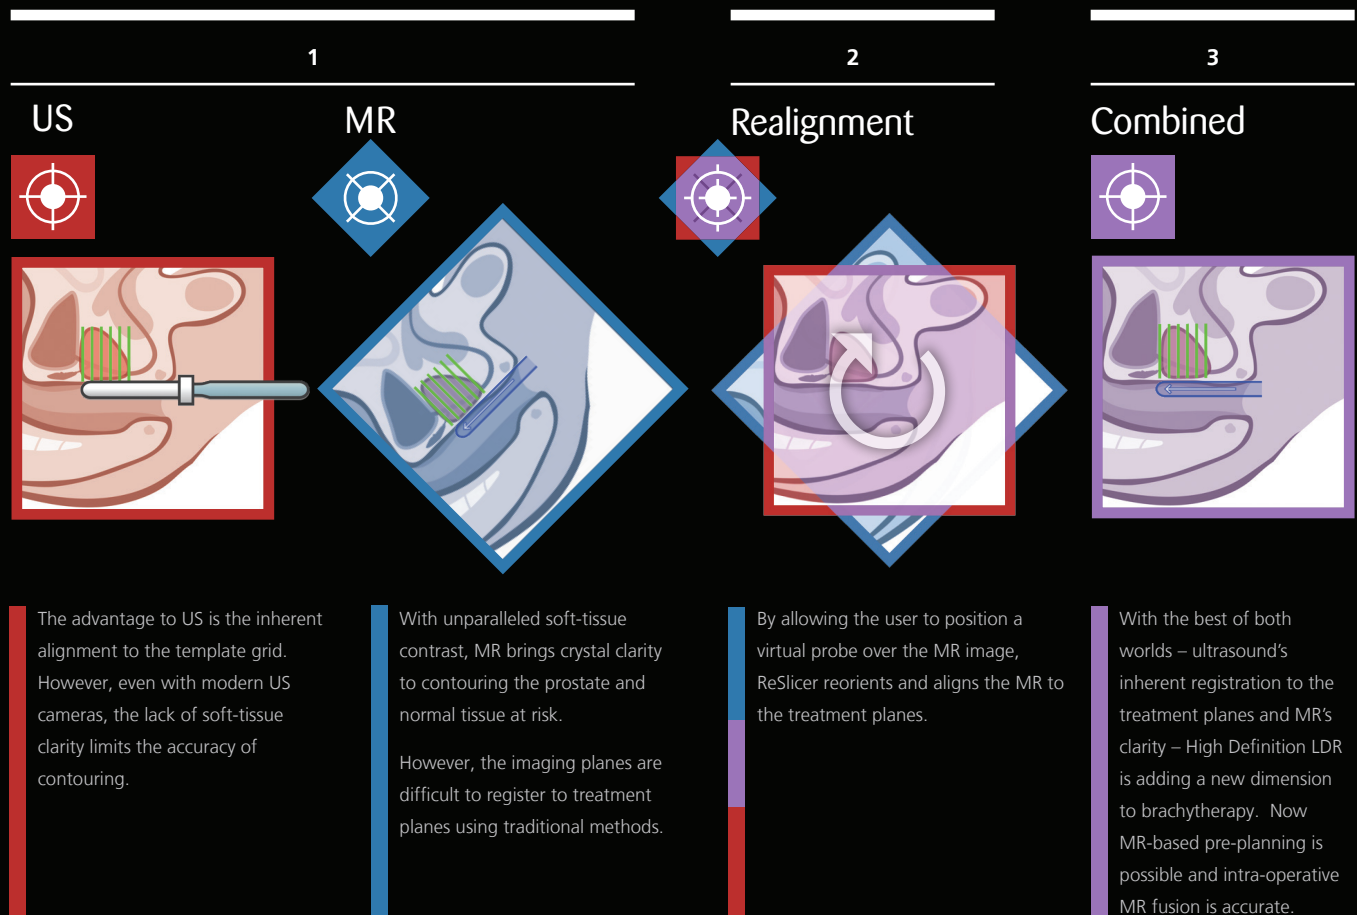 1
US
MR
2
Realignment
3
Combined
The advantage to US is the inherent
alignment to the template grid.
However, even with modern US
cameras, the lack of soft-tissue
clarity limits the accuracy of
contouring.
With unparalleled soft-tissue
contrast, MR brings crystal clarity
to contouring the prostate and
normal tissue at risk.
However, the imaging planes are
difficult to register to treatment
planes using traditional methods.
By allowing the user to position a
virtual probe over the MR image,
ReSlicer reorients and aligns the MR to
the treatment planes.
With the best of both
worlds – ultrasound’s
inherent registration to the
treatment planes and MR’s
clarity – High Definition LDR
is adding a new dimension
to brachytherapy.  Now
MR-based pre-planning is
possible and intra-operative
MR fusion is accurate.